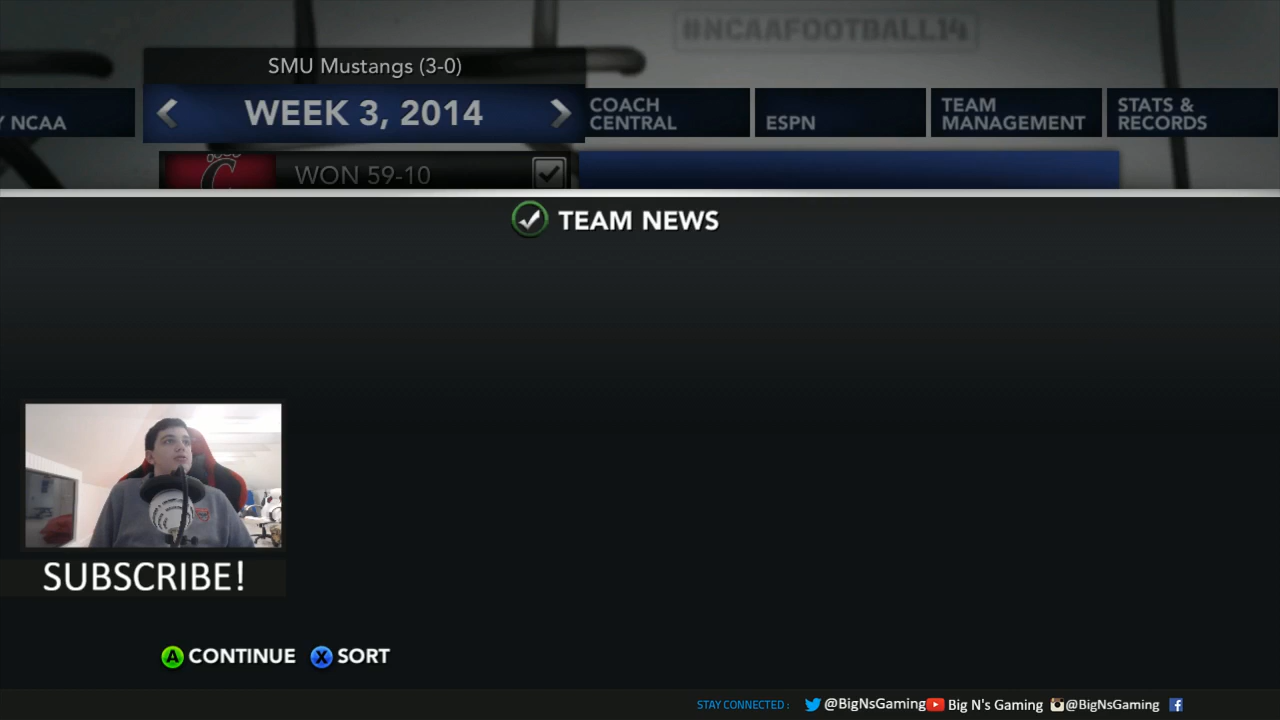 #NCAAFOOTBALL14
SMU Mustangs (3-0)
Y NCAA
WEEK 3, 2014
COACH
CENTRAL
ESPN
TEAM
MANAGEMENT
STATS &
RECORDS
C
WON 59-10
TEAM NEWS
SUBSCRIBE!
A CONTINUE X SORT
STAY CONNECTED : @BigNsGaming Big N's Gaming @BigNsGaming